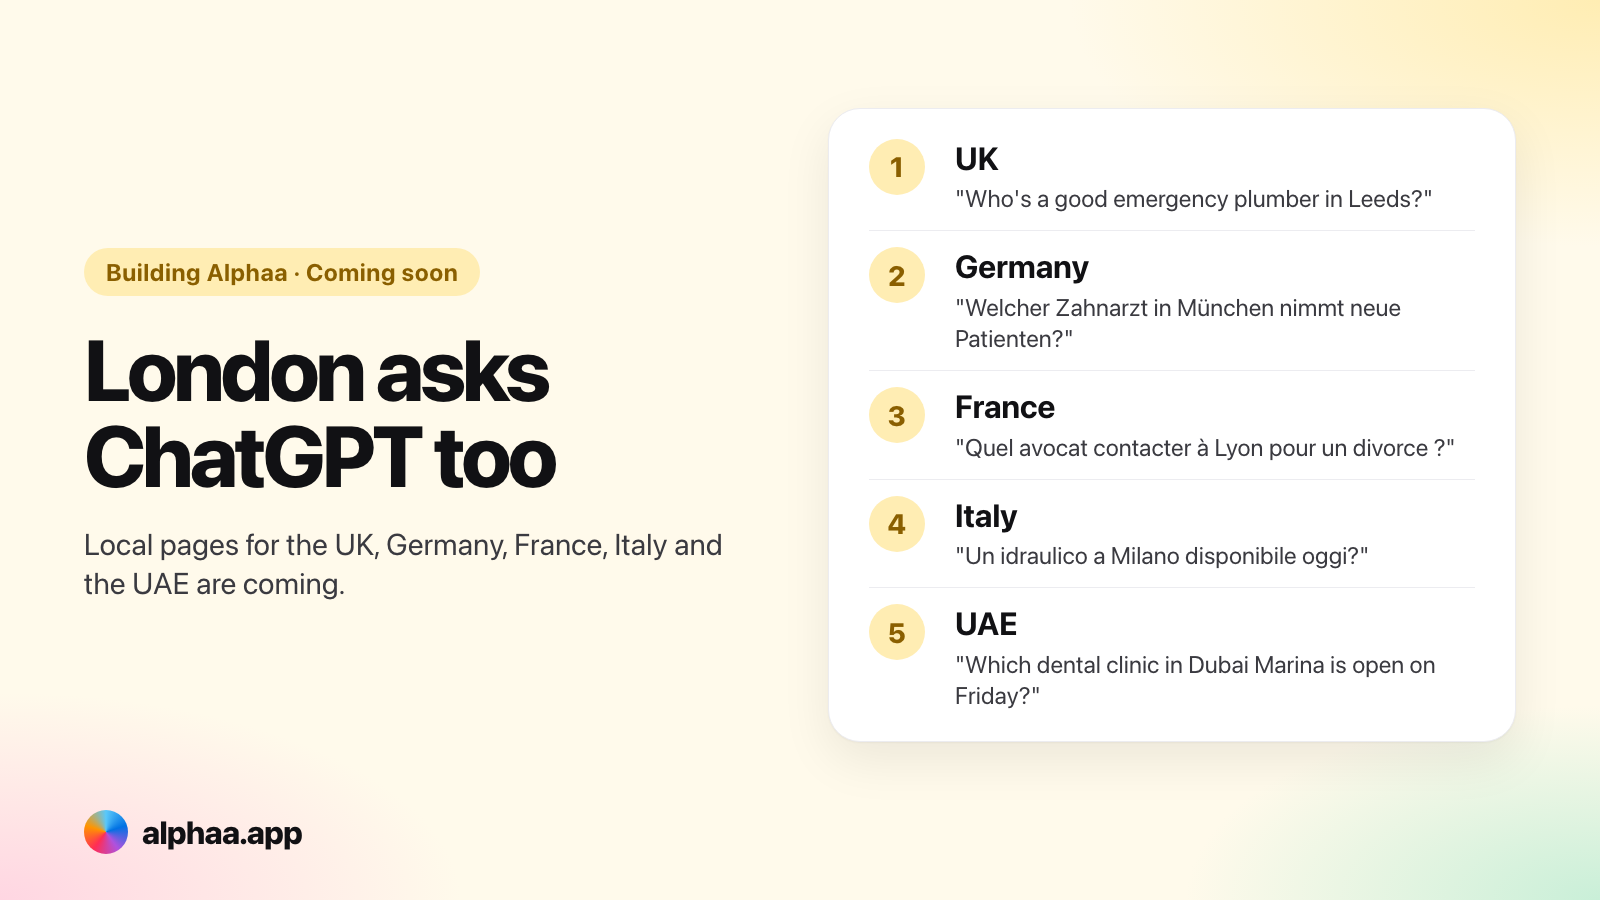 Building Alphaa · Coming soon
London asks
ChatGPT too
Local pages for the UK, Germany, France, Italy and
the UAE are coming.
alphaa.app
1
UK
"Who's a good emergency plumber in Leeds?"
2
Germany
"Welcher Zahnarzt in München nimmt neue
Patienten?"
3
France
"Quel avocat contacter à Lyon pour un divorce ?"
4
Italy
"Un idraulico a Milano disponibile oggi?"
5
UAE
"Which dental clinic in Dubai Marina is open on
Friday?"